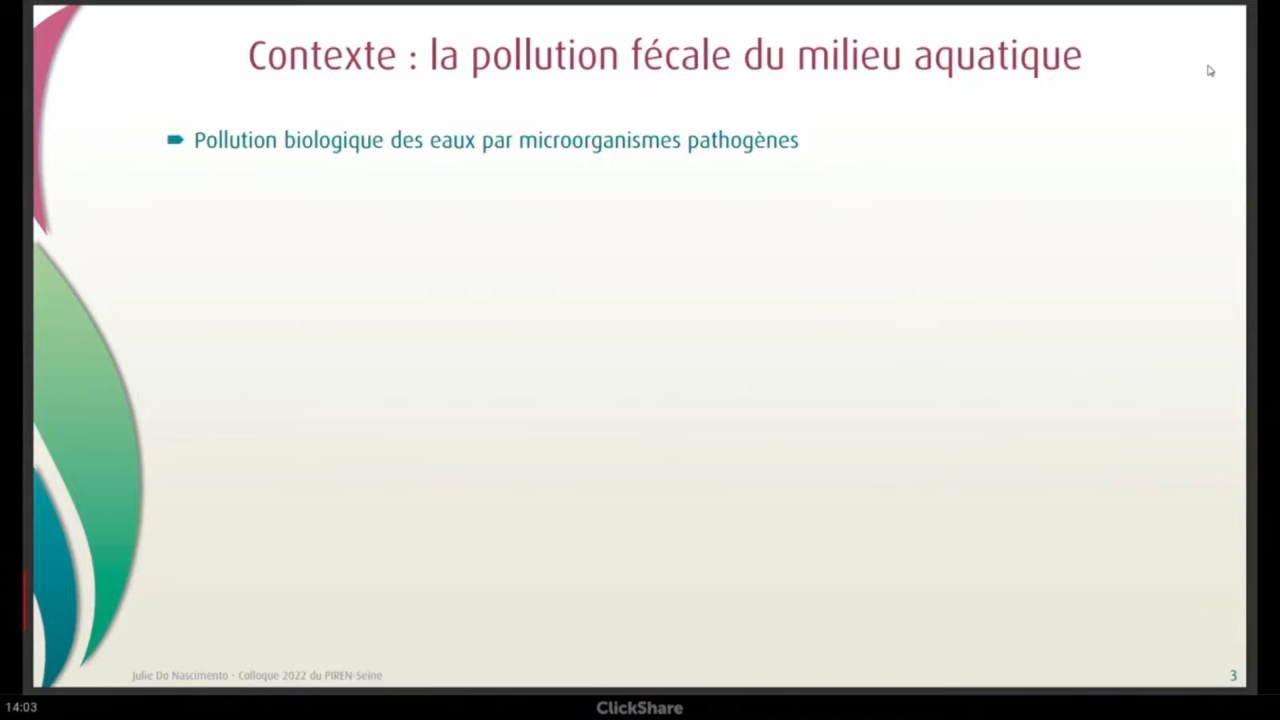 Contexte : la pollution fécale du milieu aquatique
Pollution biologique des eaux par microorganismes pathogènes
Julie Do Nascimento - Colloque 2022 du PIREN-Seine
3
14:03
ClickShare